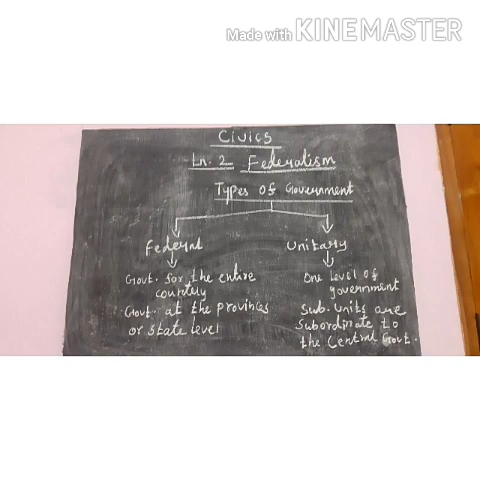 Made with KINEMASTER
Civics
Ln. 2 Federalism
Types of Government
Federal
Unitary
Govt. for the entire
country
Govt. at the provinces
or state level
One level of
government
Sub. Units are
Subordinate to
the Central Govt.